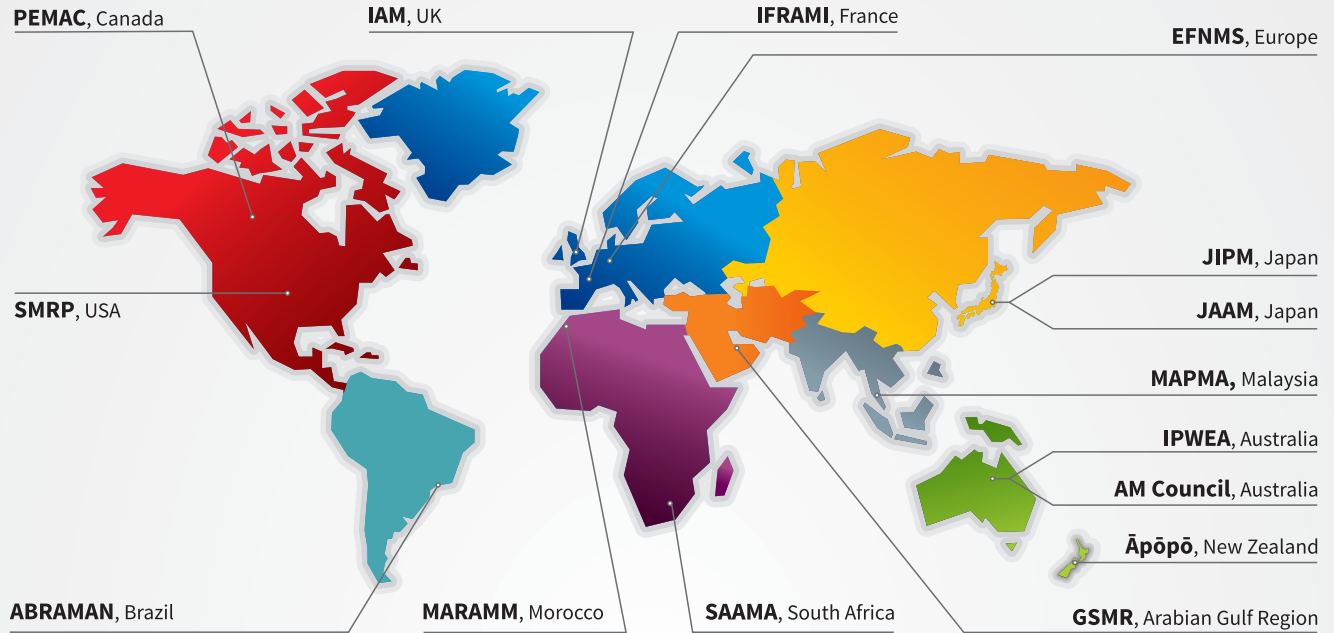 PEMAC, Canada
IAM, UK
IFRAMI, France
EFNMS, Europe
SMRP, USA
JIPM, Japan
JAAM, Japan
MAPMA, Malaysia
IPWEA, Australia
AM Council, Australia
Āpōpō, New Zealand
ABRAMAN, Brazil
MARAMM, Morocco
SAAMA, South Africa
GSMR, Arabian Gulf Region